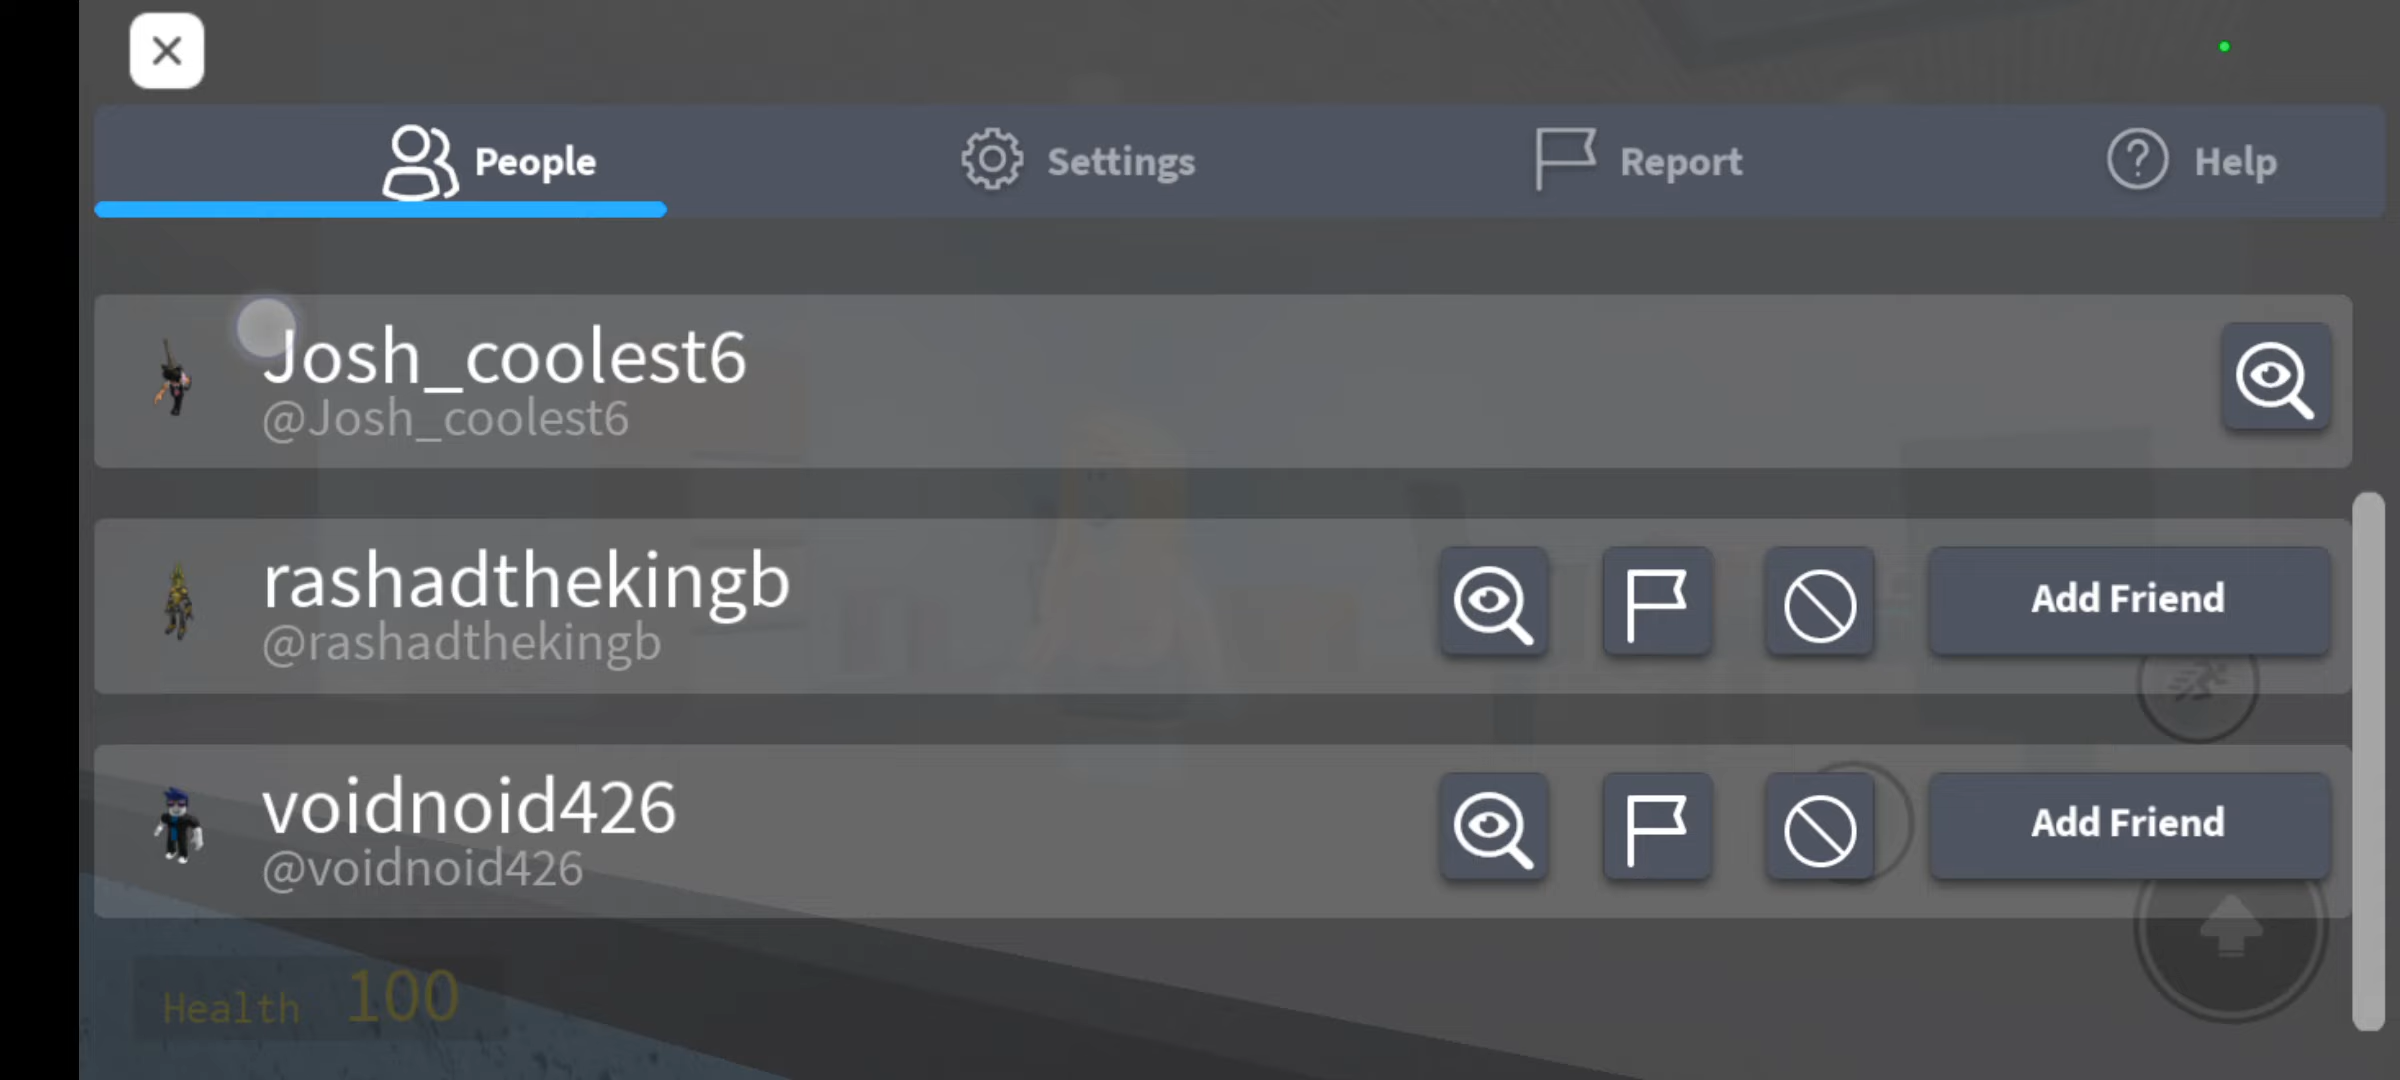 People
Settings
Report
Help
Josh_coolest6
@Josh_coolest6
rashadthekingb
@rashadthekingb
Add Friend
voidnoid426
@voidnoid426
Add Friend
Health 100